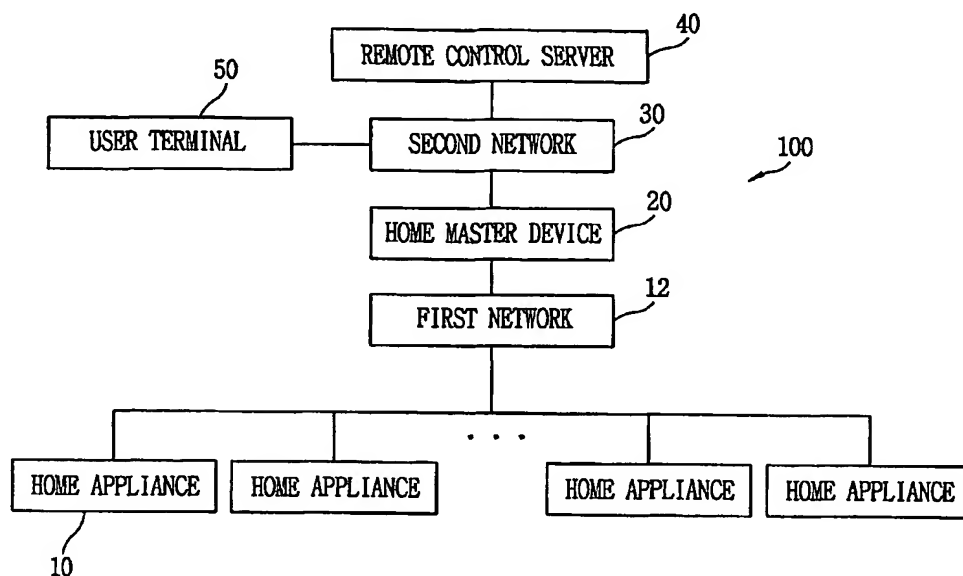 40
REMOTE CONTROL SERVER
50
30
USER TERMINAL
SECOND NETWORK
100
20
HOME MASTER DEVICE
12
FIRST NETWORK
. . .
HOME APPLIANCE
HOME APPLIANCE
HOME APPLIANCE
HOME APPLIANCE
10